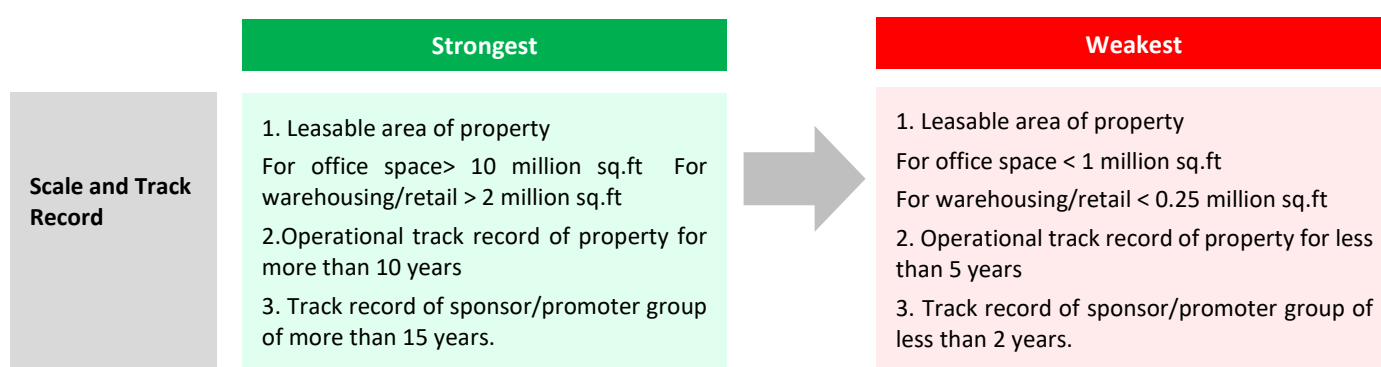 Strongest
Weakest
Scale and Track
Record
1. Leasable area of property
For office space> 10 million sq.ft For
warehousing/retail > 2 million sq.ft
2.Operational track record of property for
more than 10 years
3. Track record of sponsor/promoter group
of more than 15 years.
1. Leasable area of property
For office space < 1 million sq.ft
For warehousing/retail < 0.25 million sq.ft
2. Operational track record of property for less
than 5 years
3. Track record of sponsor/promoter group of
less than 2 years.